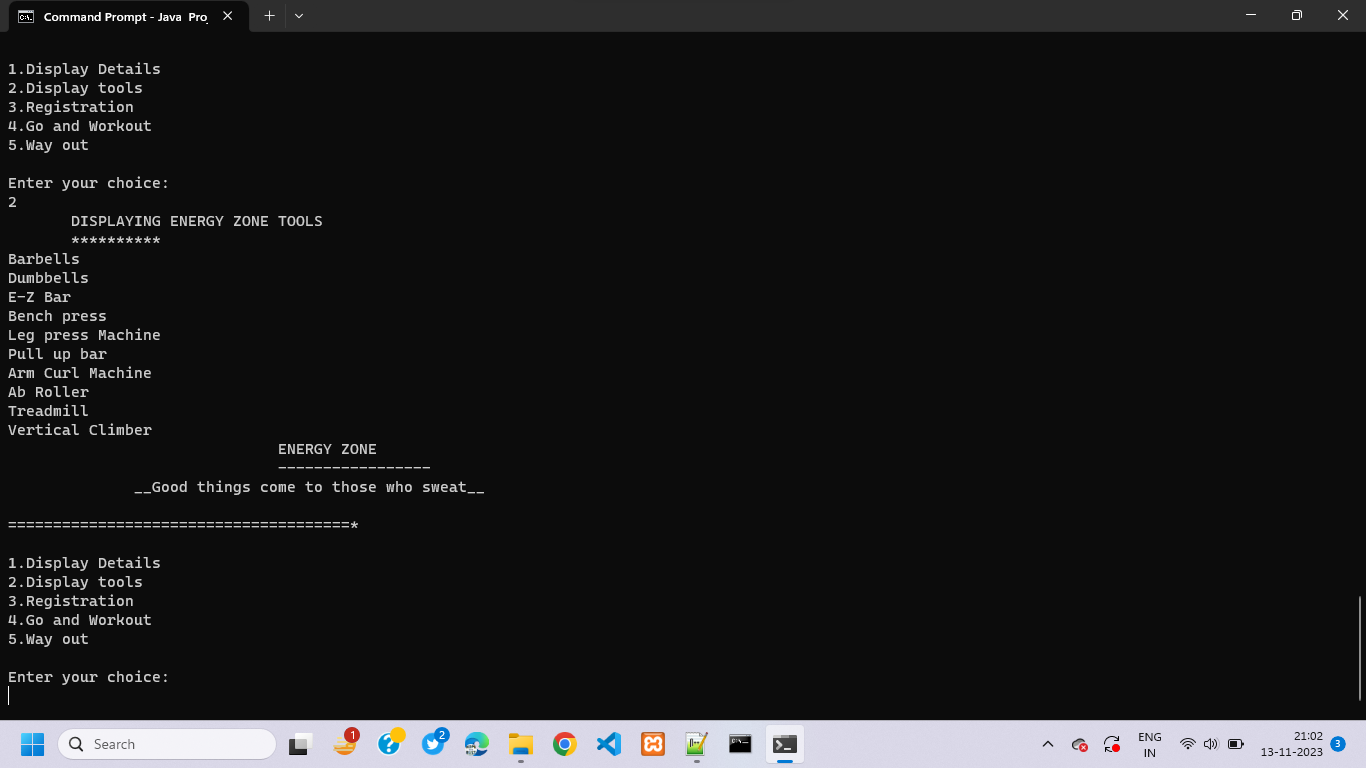 Command Prompt - Java Pro
1.Display Details
2.Display tools
3.Registration
4.Go and Workout
5.Way out
Enter your choice:
2
DISPLAYING ENERGY ZONE TOOLS
**********
Barbells
Dumbbells
E-Z Bar
Bench press
Leg press Machine
Pull up bar
Arm Curl Machine
Ab Roller
Treadmill
Vertical Climber
ENERGY ZONE
-----------------
__Good things come to those who sweat__
======================================*
1.Display Details
2.Display tools
3.Registration
4.Go and Workout
5.Way out
Enter your choice:
Search
1
2
ENG
IN
21:02
13-11-2023
3